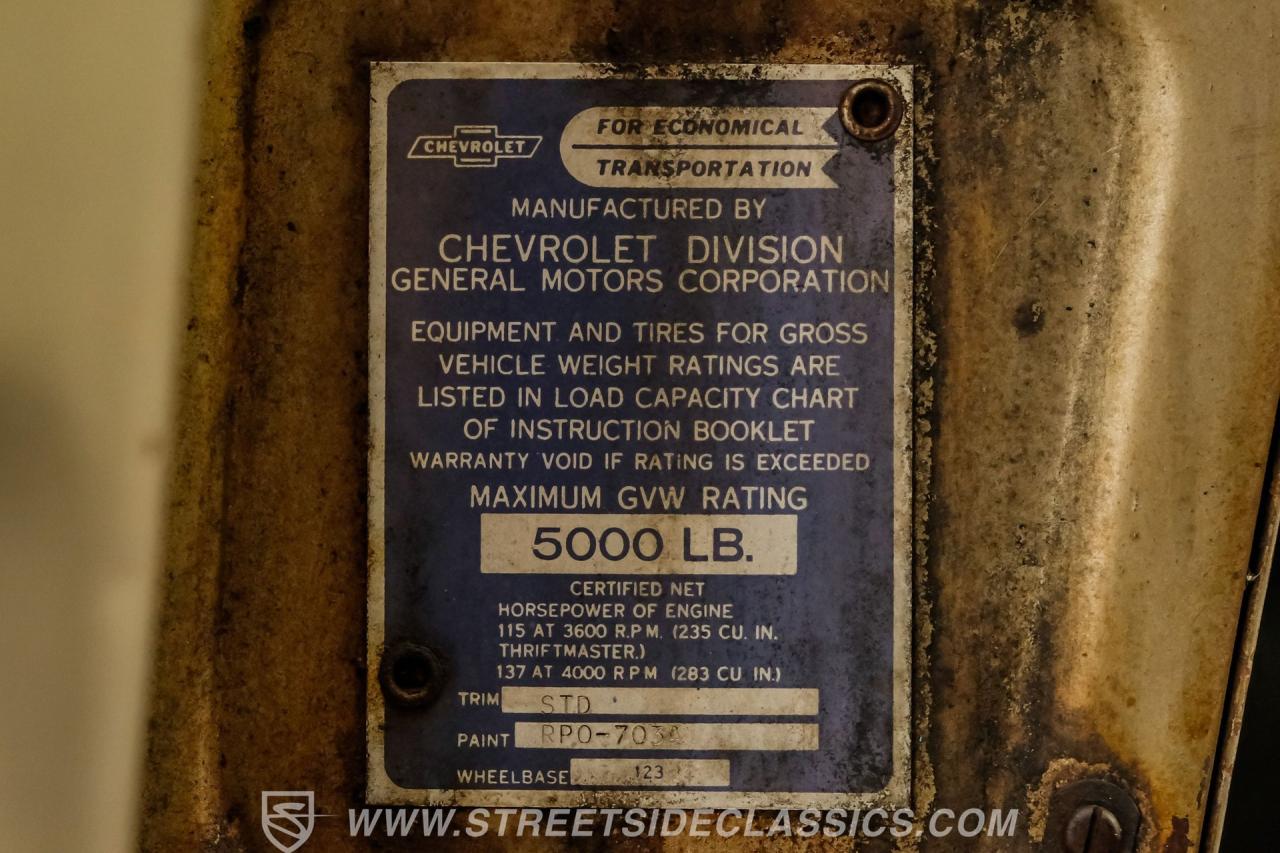 CHEVROLET
FOR ECONOMICAL
TRANSPORTATION
MANUFACTURED BY
CHEVROLET DIVISION
GENERAL MOTORS CORPORATION
EQUIPMENT AND TIRES FOR GROSS
VEHICLE WEIGHT RATINGS ARE
LISTED IN LOAD CAPACITY CHART
OF INSTRUCTION BOOKLET
WARRANTY VOID IF RATING IS EXCEEDED
MAXIMUM GVW RATING
5000 LB.
CERTIFIED NET
HORSEPOWER OF ENGINE
115 AT 3600 R.P.M. (235 CU. IN.
THRIFTMASTER.)
137 AT 4000 R P M (283 CU IN.)
TRIM STD
PAINT RPO-703A
WHEELBASE 123
WWW.STREETSIDECLASSICS.COM